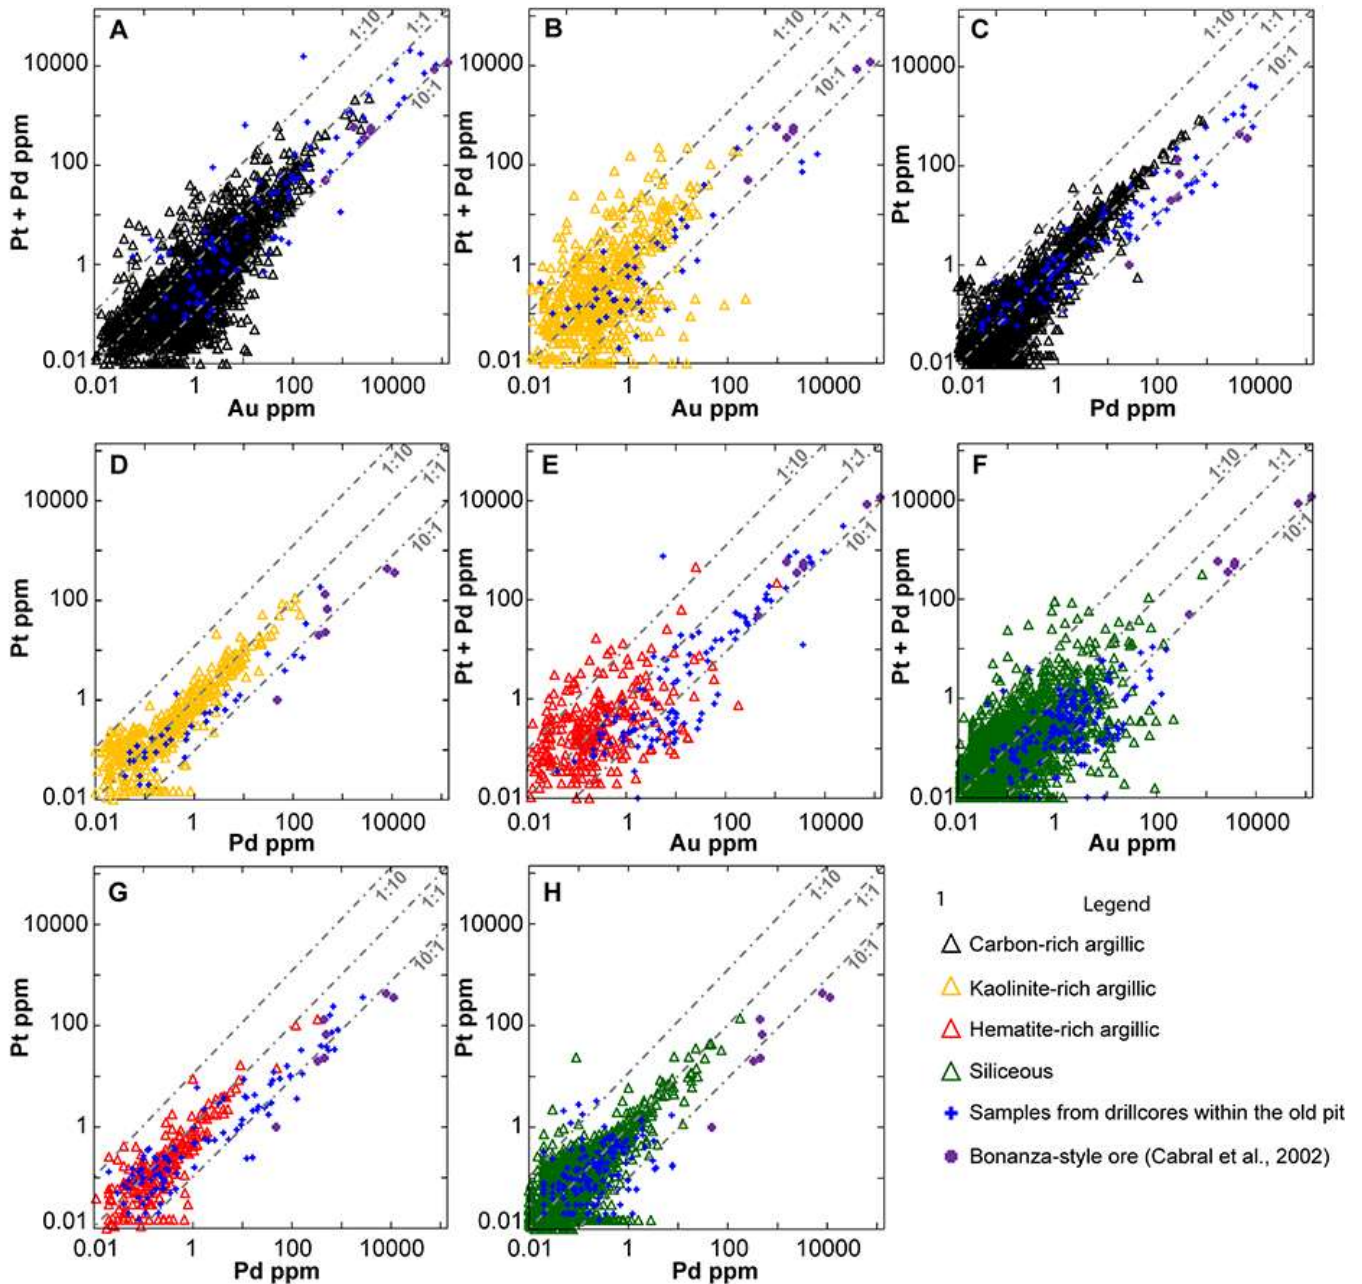 A
1:10
1:1
10:1
Pt + Pd ppm
10000
100
1
0.01
0.01 1 100 10000
Au ppm
B
1:10
1:1
10:1
Pt + Pd ppm
10000
100
1
0.01
0.01 1 100 10000
Au ppm
C
1:10
1:1
10:1
Pt ppm
10000
100
1
0.01
0.01 1 100 10000
Pd ppm
D
1:10
1:1
10:1
Pt ppm
10000
100
1
0.01
0.01 1 100 10000
Pd ppm
E
1:10
1:1
10:1
Pt + Pd ppm
10000
100
1
0.01
0.01 1 100 10000
Au ppm
F
1:10
1:1
10:1
Pt + Pd ppm
10000
100
1
0.01
0.01 1 100 10000
Au ppm
G
1:10
1:1
10:1
Pt ppm
10000
100
1
0.01
0.01 1 100 10000
Pd ppm
H
1:10
1:1
10:1
Pt ppm
10000
100
1
0.01
0.01 1 100 10000
Pd ppm
1
Legend
Carbon-rich argillic
Kaolinite-rich argillic
Hematite-rich argillic
Siliceous
Samples from drillcores within the old pit
Bonanza-style ore (Cabral et al., 2002)